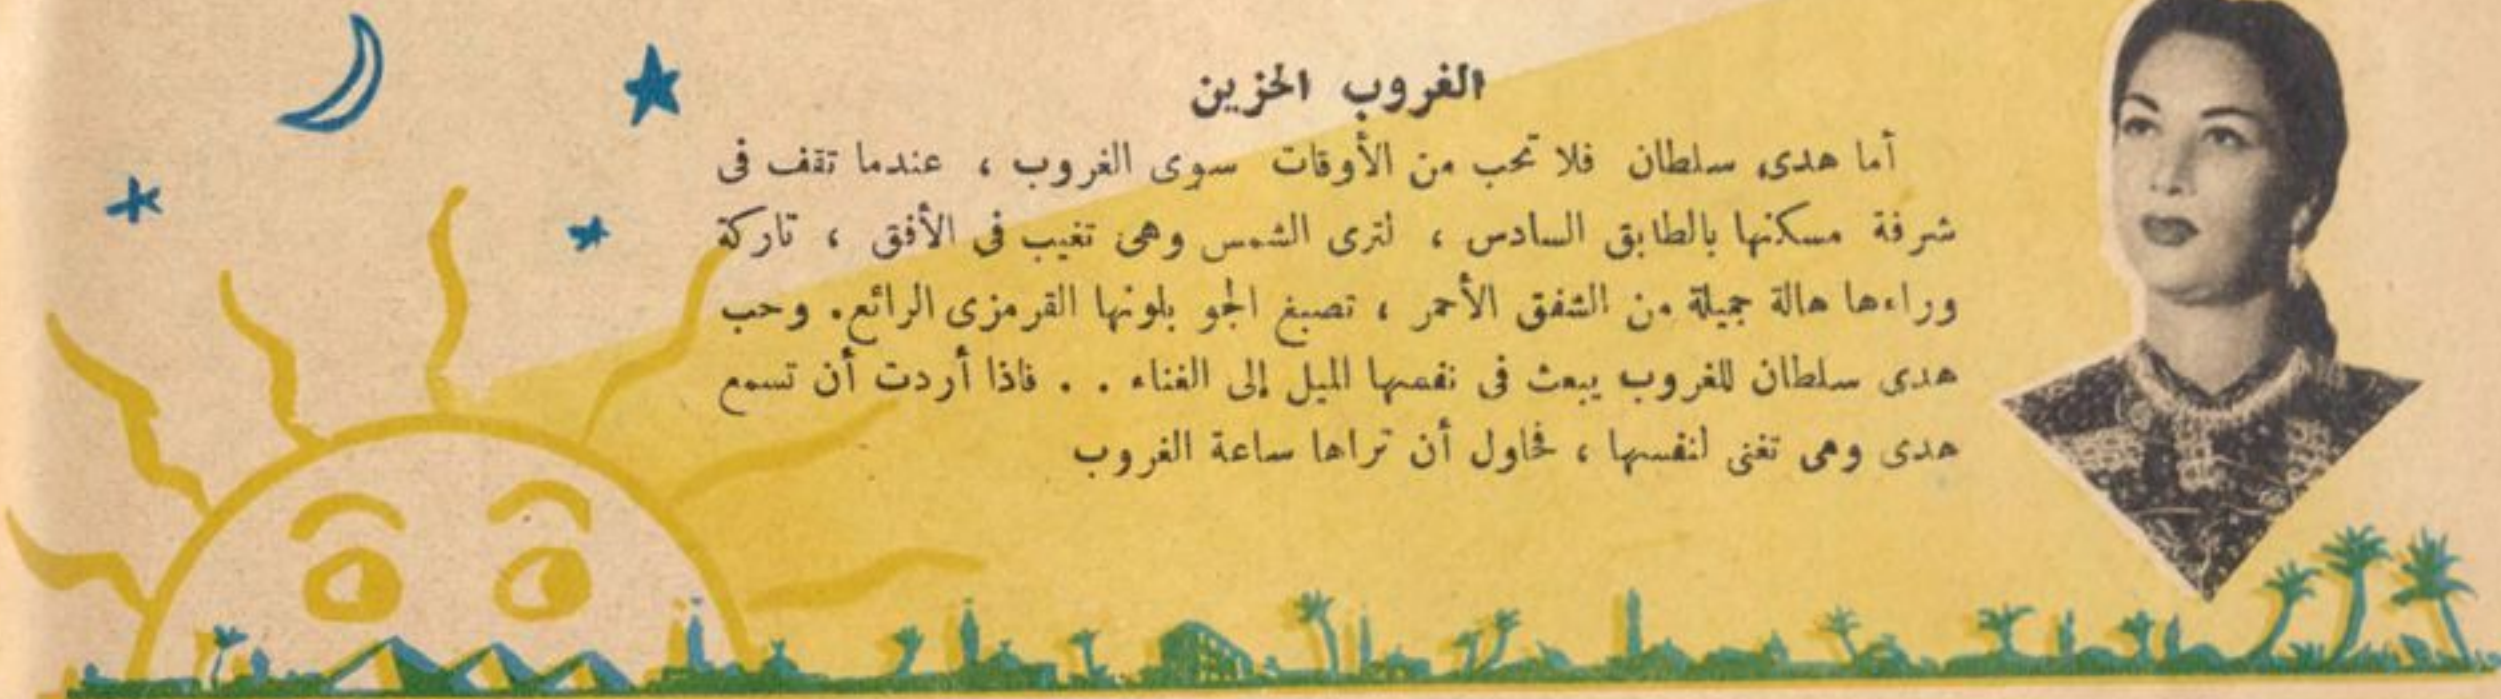 الغروب الحزين
أما هدى سلطان فلا تحب من الأوقات سوى الغروب ، عندما تقف فى
شرفة مسكنها بالطابق السادس ، لترى الشمس وهى تغيب فى الأفق ، تاركة
وراءها هالة جميلة من الشفق الأحمر ، تصبغ الجو بلونها القرمزى الرائع. وحب
هدى سلطان للغروب يبعث فى نفسها الميل إلى الغناء . . فاذا أردت أن تسمع
هدى وهى تغنى لنفسها ، فحاول أن تراها ساعة الغروب